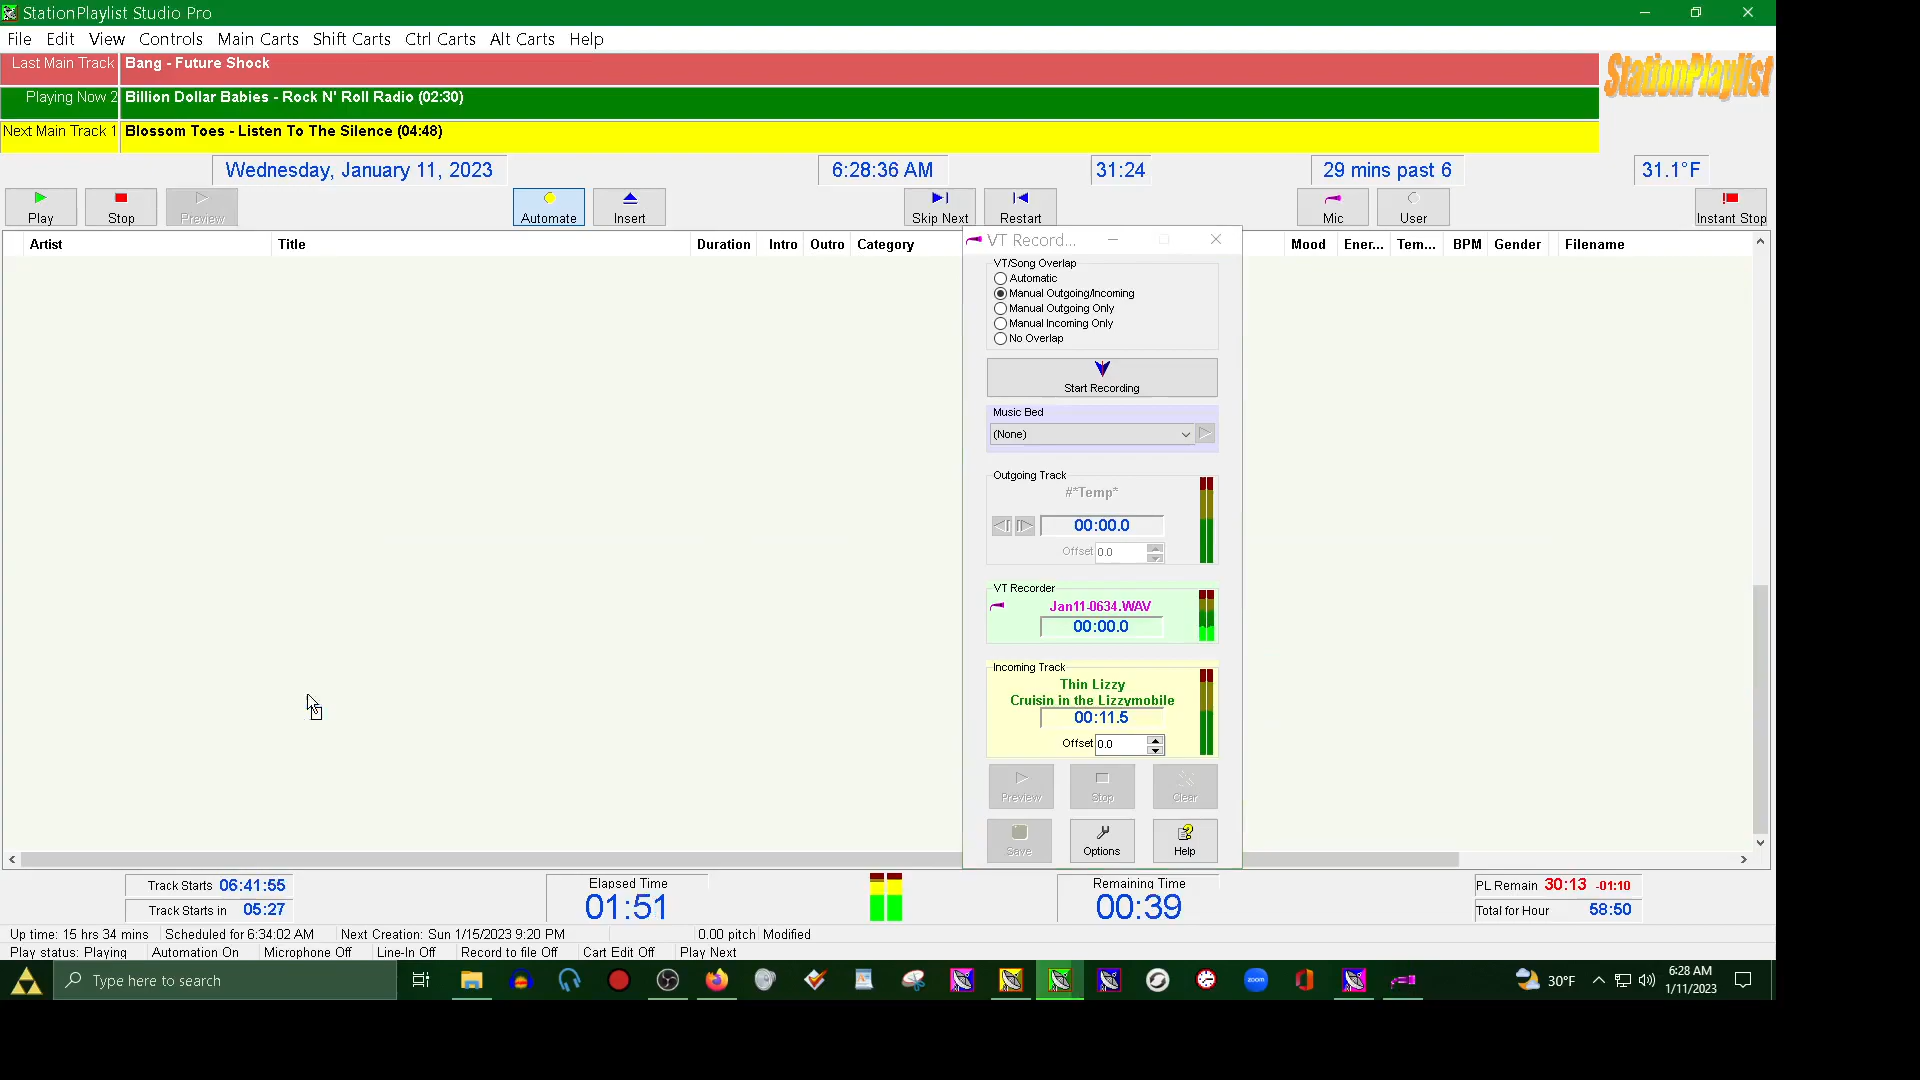 StationPlaylist Studio Pro
File Edit View Controls Main Carts Shift Carts Ctrl Carts Alt Carts Help
Last Main Track Bang - Future Shock
StationPlaylist
Playing Now 2 Billion Dollar Babies - Rock N' Roll Radio (02:30)
Next Main Track 1 Blossom Toes - Listen To The Silence (04:48)
Wednesday, January 11, 2023 6:28:36 AM 31:24 29 mins past 6 31.1°F
Play Stop Preview Automate Insert Skip Next Restart Mic User Instant Stop
Artist Title Duration Intro Outro Category Mood Ener... Tem... BPM Gender Filename
VT Record...
VT/Song Overlap
Automatic
Manual Outgoing/Incoming
Manual Outgoing Only
Manual Incoming Only
No Overlap
Start Recording
Music Bed
(None)
Outgoing Track
#*Temp*
00:00.0
Offset 0.0
VT Recorder
Jan11-0634.WAV
00:00.0
Incoming Track
Thin Lizzy
Cruisin in the Lizzymobile
00:11.5
Offset 0.0
Preview Stop Clear
Save Options Help
Track Starts 06:41:55 Elapsed Time Remaining Time PL Remain 30:13 -01:10
Track Starts in 05:27 01:51 00:39 Total for Hour 58:50
Up time: 15 hrs 34 mins Scheduled for 6:34:02 AM Next Creation: Sun 1/15/2023 9:20 PM 0.00 pitch Modified
Play status: Playing Automation On Microphone Off Line-In Off Record to file Off Cart Edit Off Play Next
Type here to search zoom 30°F 6:28 AM
1/11/2023